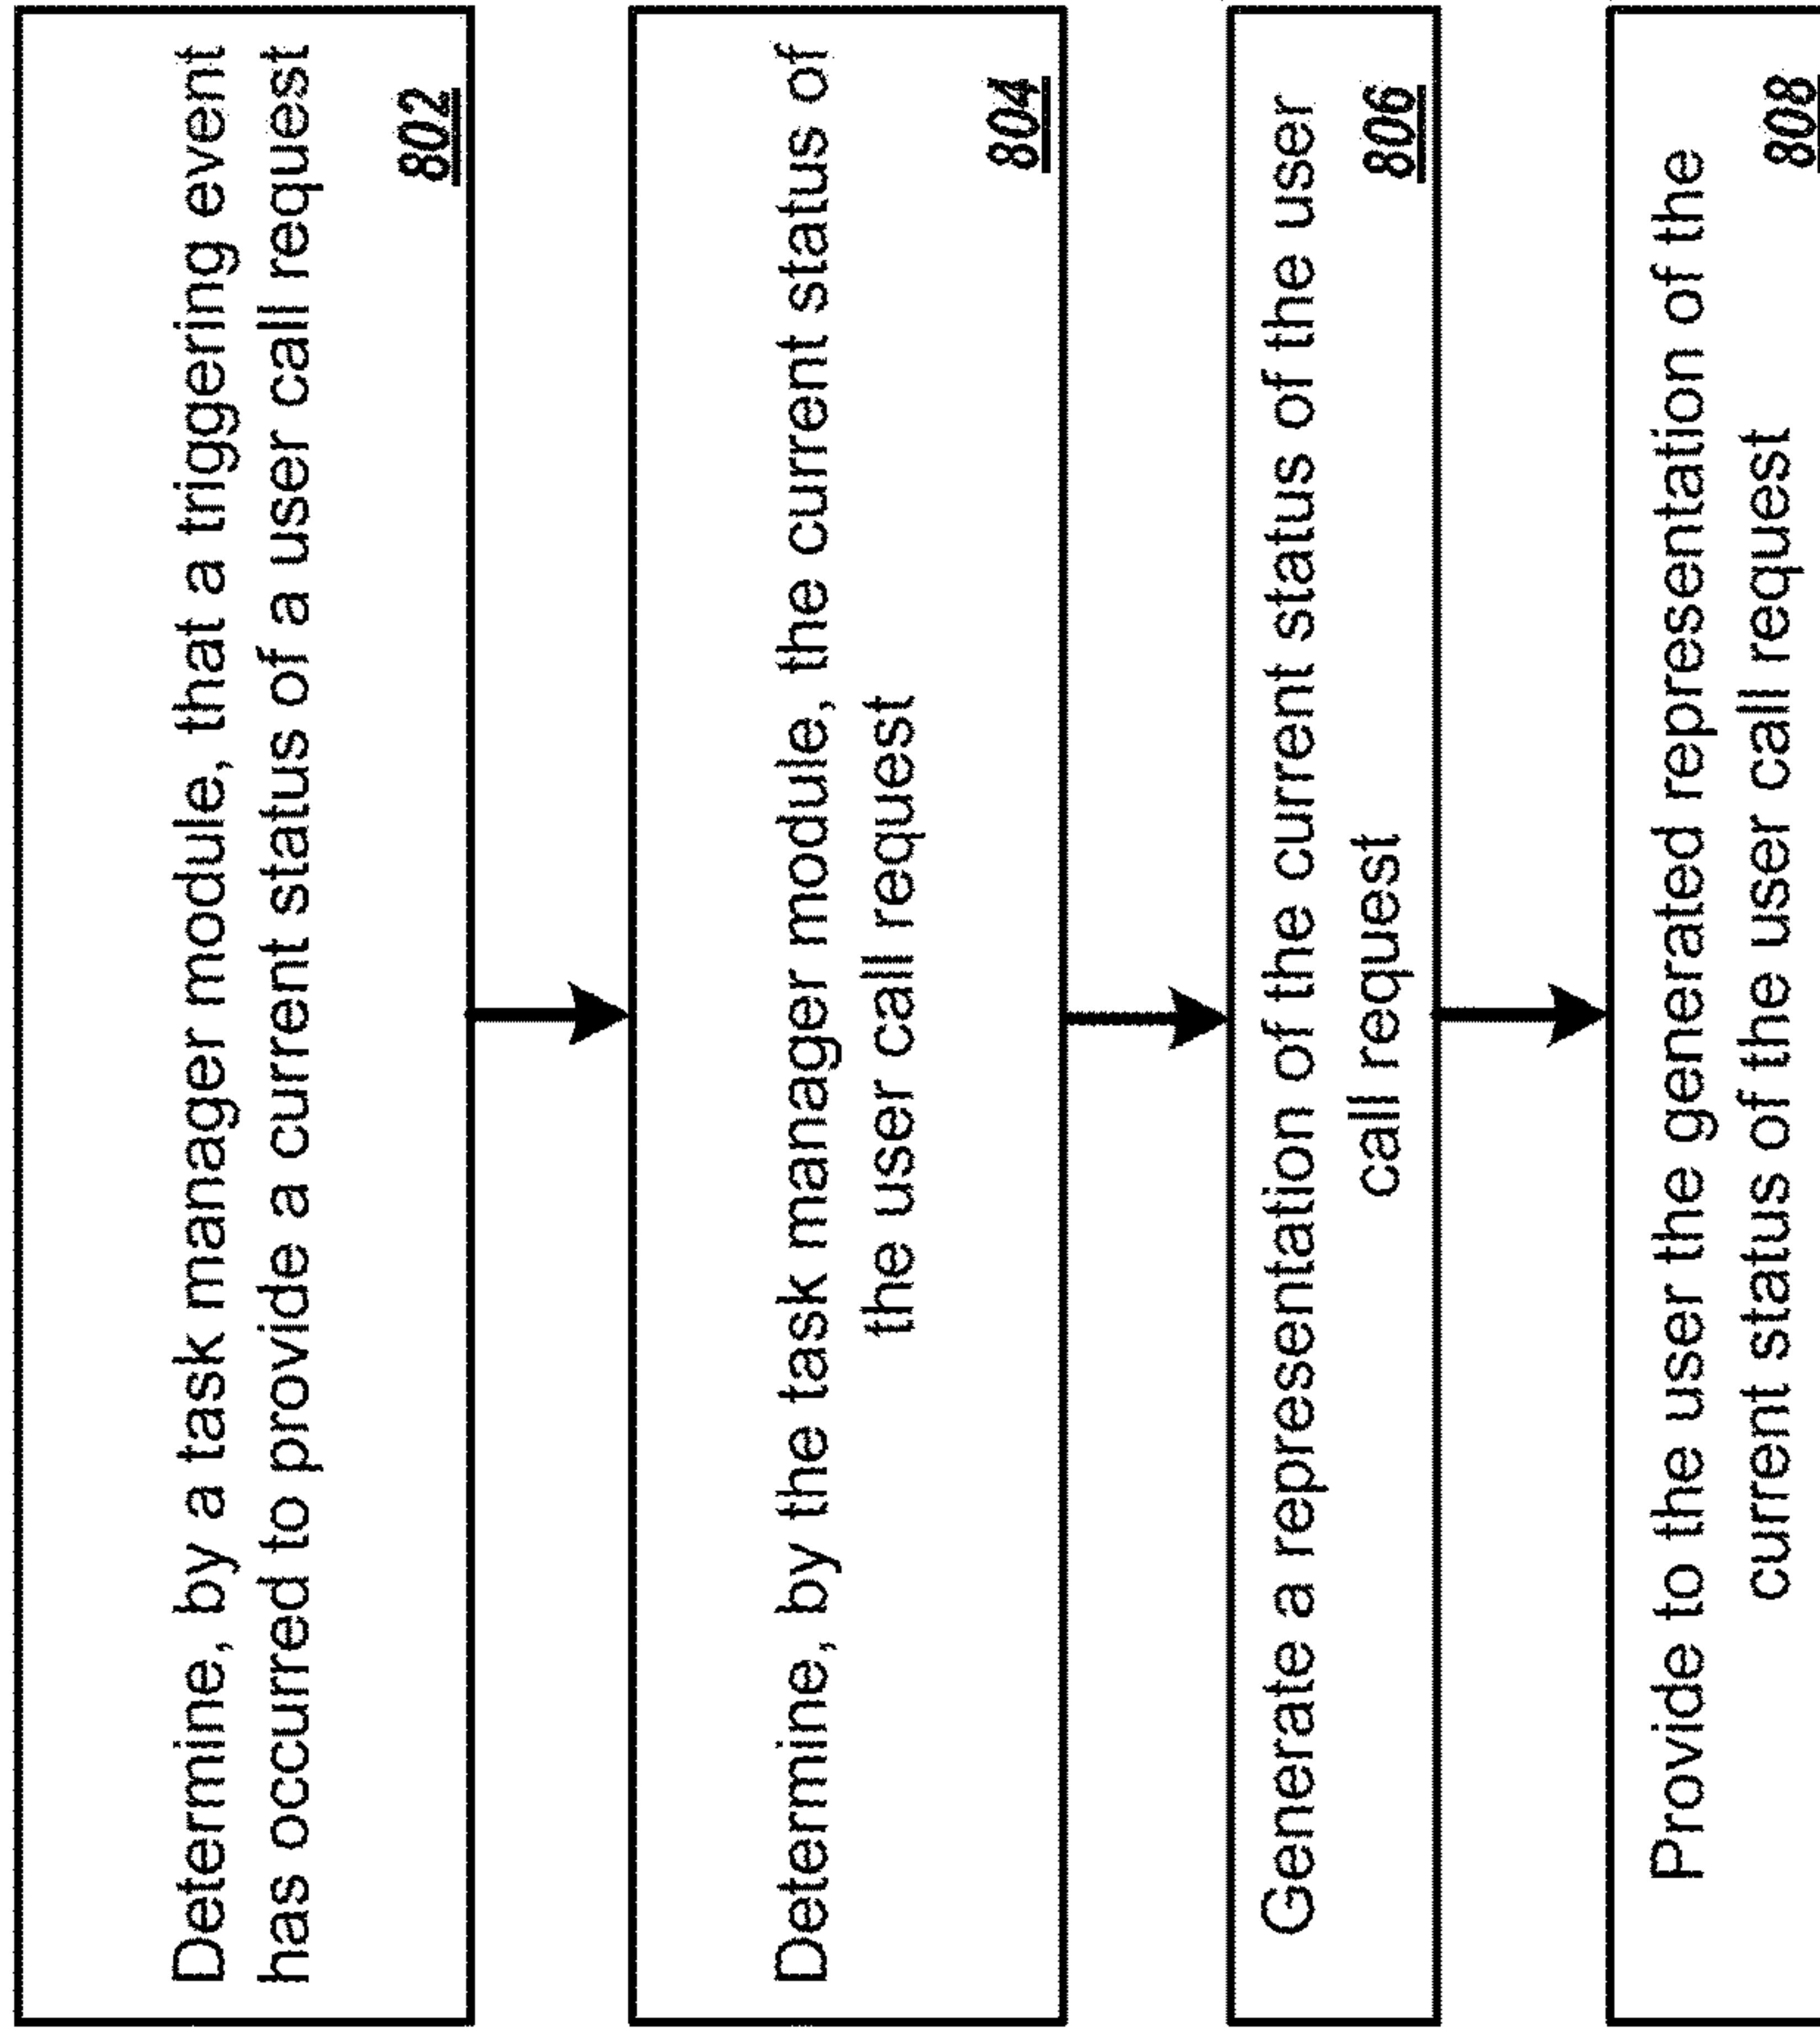 Determine, by a task manager module, that a triggering event
has occurred to provide a current status of a user call request
802
Determine, by the task manager module, the current status of
the user call request
804
Generate a representation of the current status of the user
call request
806
Provide to the user the generated representation of the
current status of the user call request
808